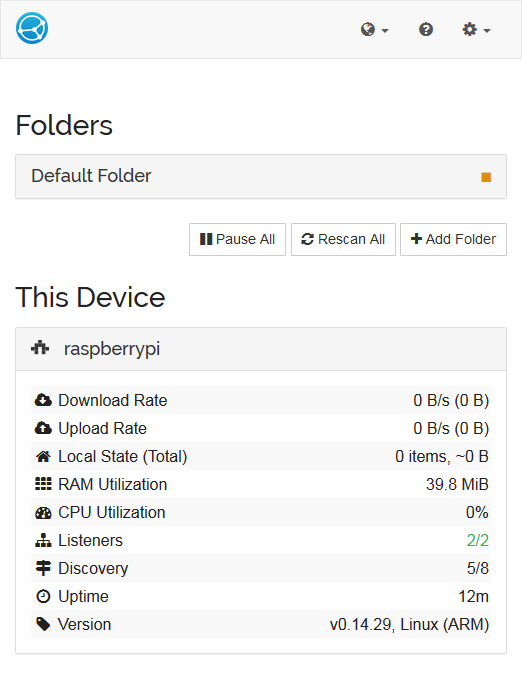 Folders
Default Folder
Pause All Rescan All Add Folder
This Device
raspberrypi
Download Rate 0 B/s (0 B)
Upload Rate 0 B/s (0 B)
Local State (Total) 0 items, ~0 B
RAM Utilization 39.8 MiB
CPU Utilization 0%
Listeners 2/2
Discovery 5/8
Uptime 12m
Version v0.14.29, Linux (ARM)